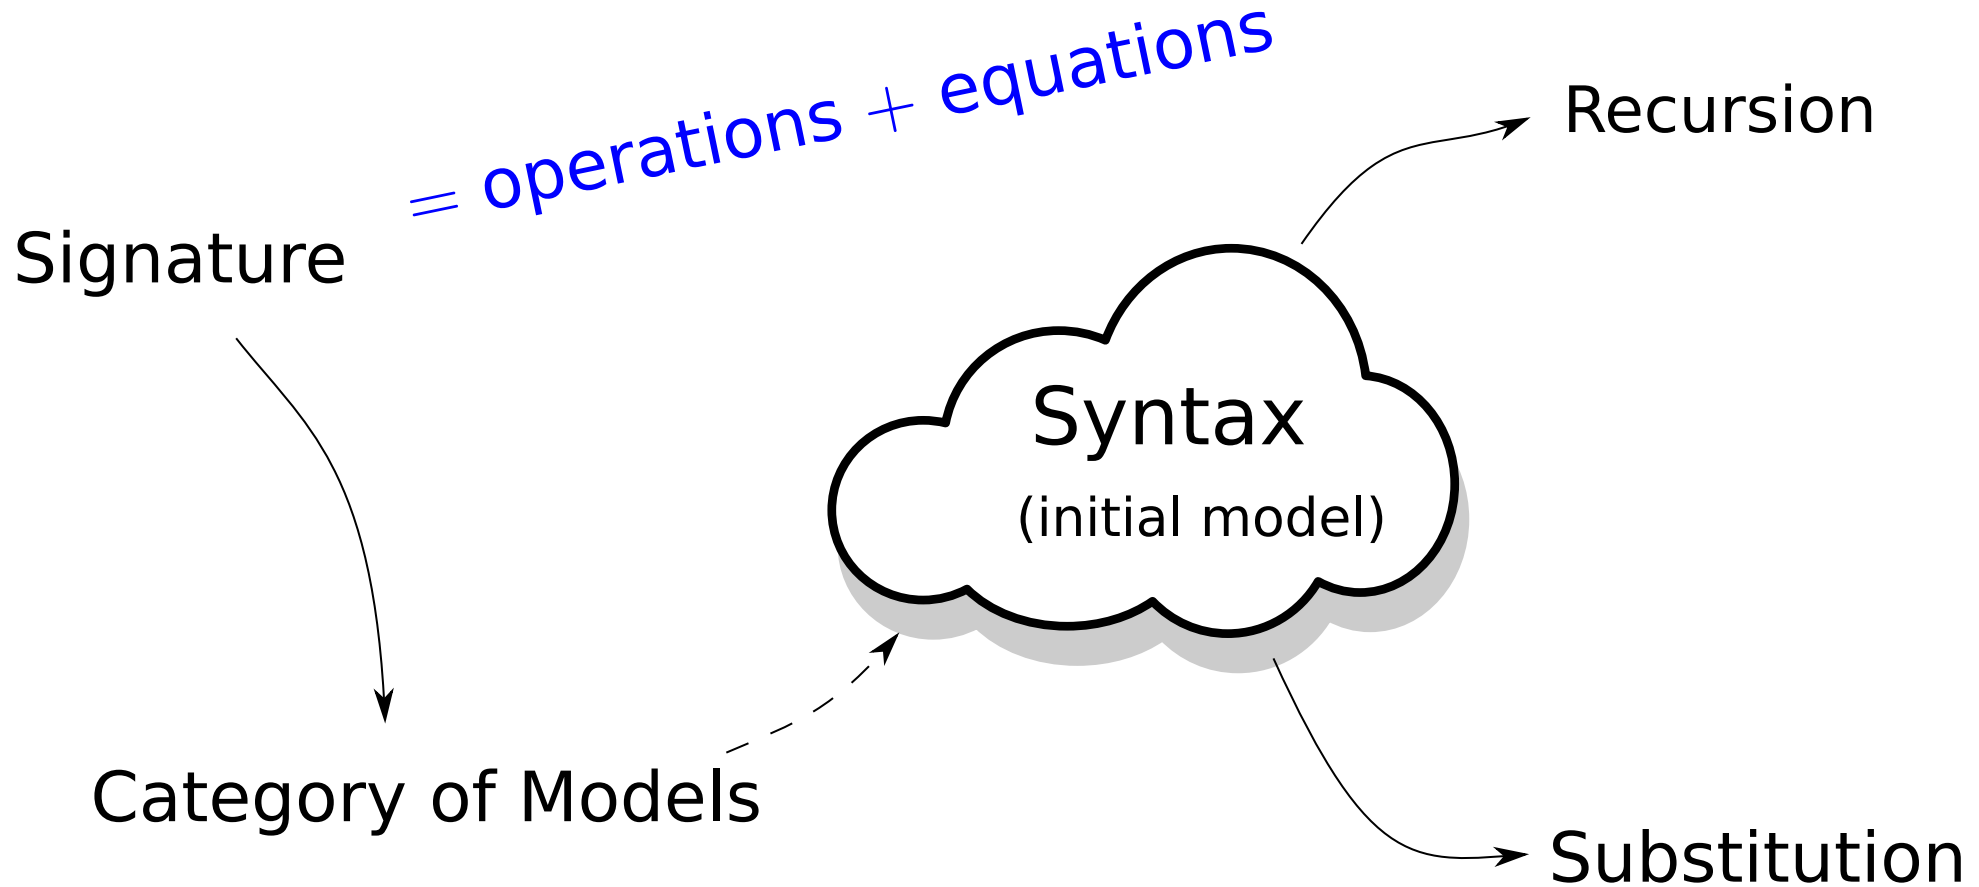 = operations + equations
Recursion
Signature
Syntax
(initial model)
Category of Models
Substitution